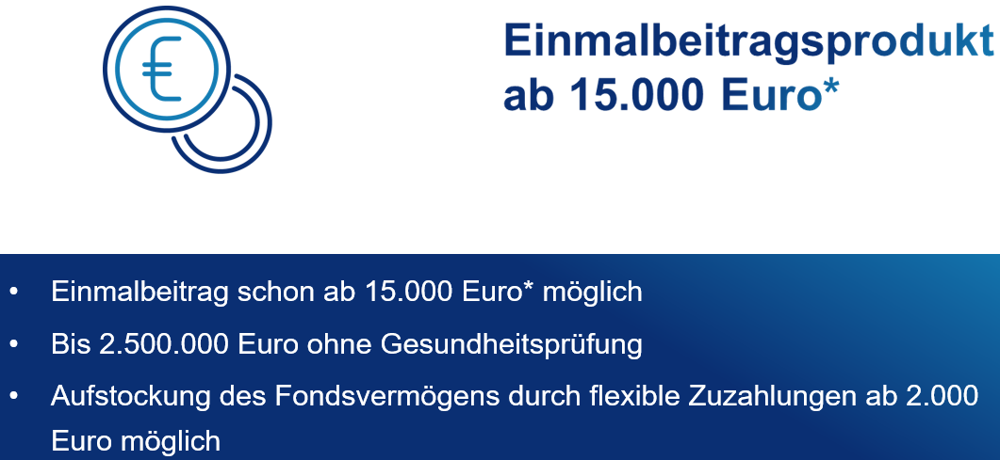 Einmalbeitragsprodukt
ab 15.000 Euro*
• Einmalbeitrag schon ab 15.000 Euro* möglich
• Bis 2.500.000 Euro ohne Gesundheitsprüfung
• Aufstockung des Fondsvermögens durch flexible Zuzahlungen ab 2.000
Euro möglich